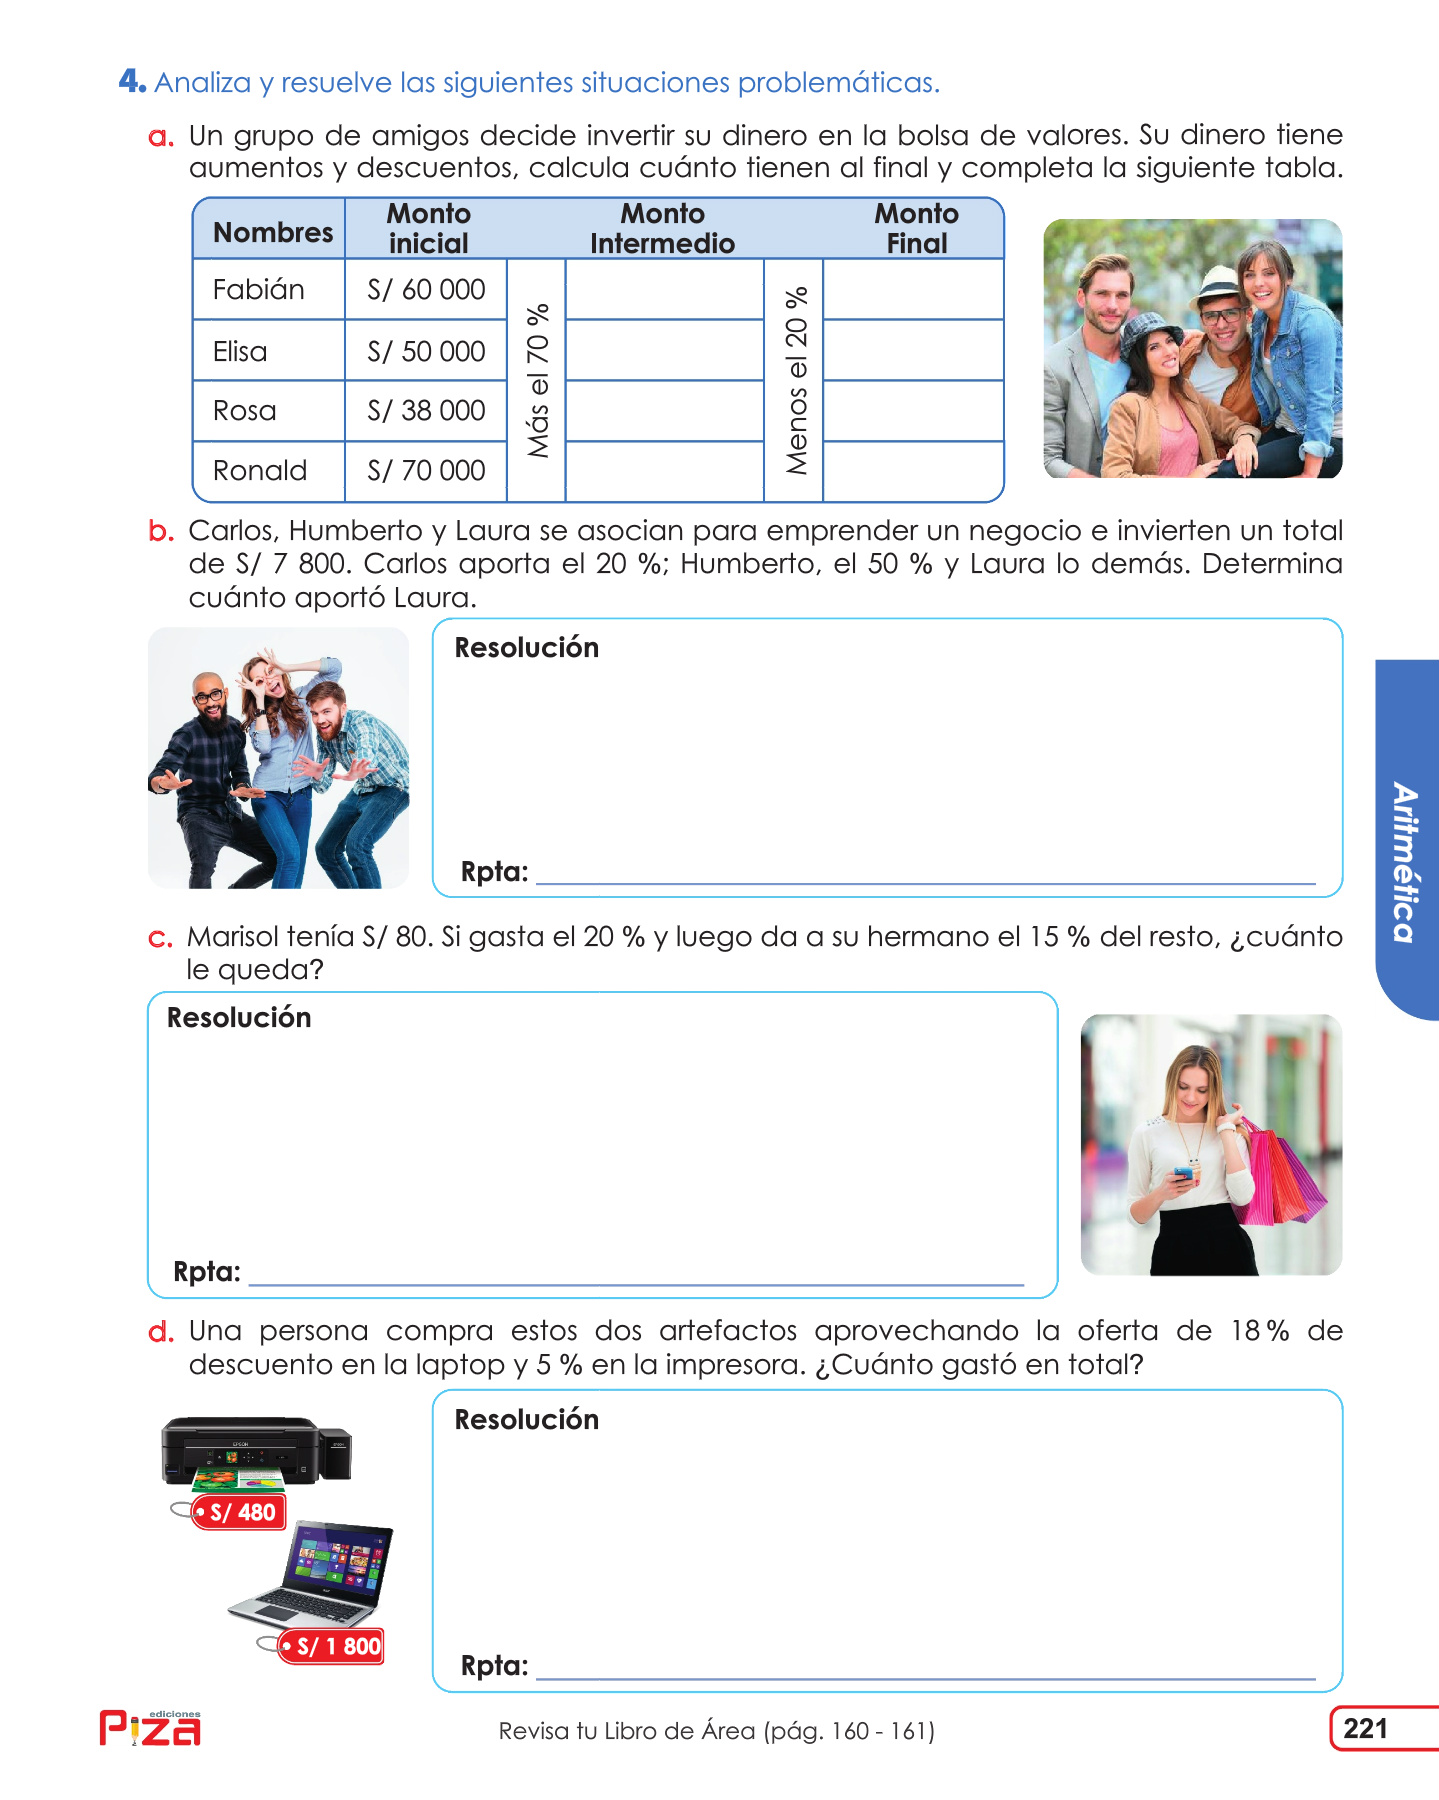 4. Analiza y resuelve las siguientes situaciones problemáticas.
a. Un grupo de amigos decide invertir su dinero en la bolsa de valores. Su dinero tiene
aumentos y descuentos, calcula cuánto tienen al final y completa la siguiente tabla.
Nombres
Monto
inicial
Monto
Intermedio
Monto
Final
Fabián S/ 60 000
Elisa S/ 50 000
Rosa S/ 38 000
Ronald S/ 70 000
Más el 70 %
Menos el 20 %
b. Carlos, Humberto y Laura se asocian para emprender un negocio e invierten un total
de S/ 7 800. Carlos aporta el 20 %; Humberto, el 50 % y Laura lo demás. Determina
cuánto aportó Laura.
Resolución
Rpta:
Aritmética
c. Marisol tenía S/ 80. Si gasta el 20 % y luego da a su hermano el 15 % del resto, ¿cuánto
le queda?
Resolución
Rpta:
d. Una persona compra estos dos artefactos aprovechando la oferta de 18 % de
descuento en la laptop y 5 % en la impresora. ¿Cuánto gastó en total?
EPSON
S/ 480
S/ 1 800
Resolución
Rpta:
ediciones
Piza
Revisa tu Libro de Área (pág. 160 - 161)
221